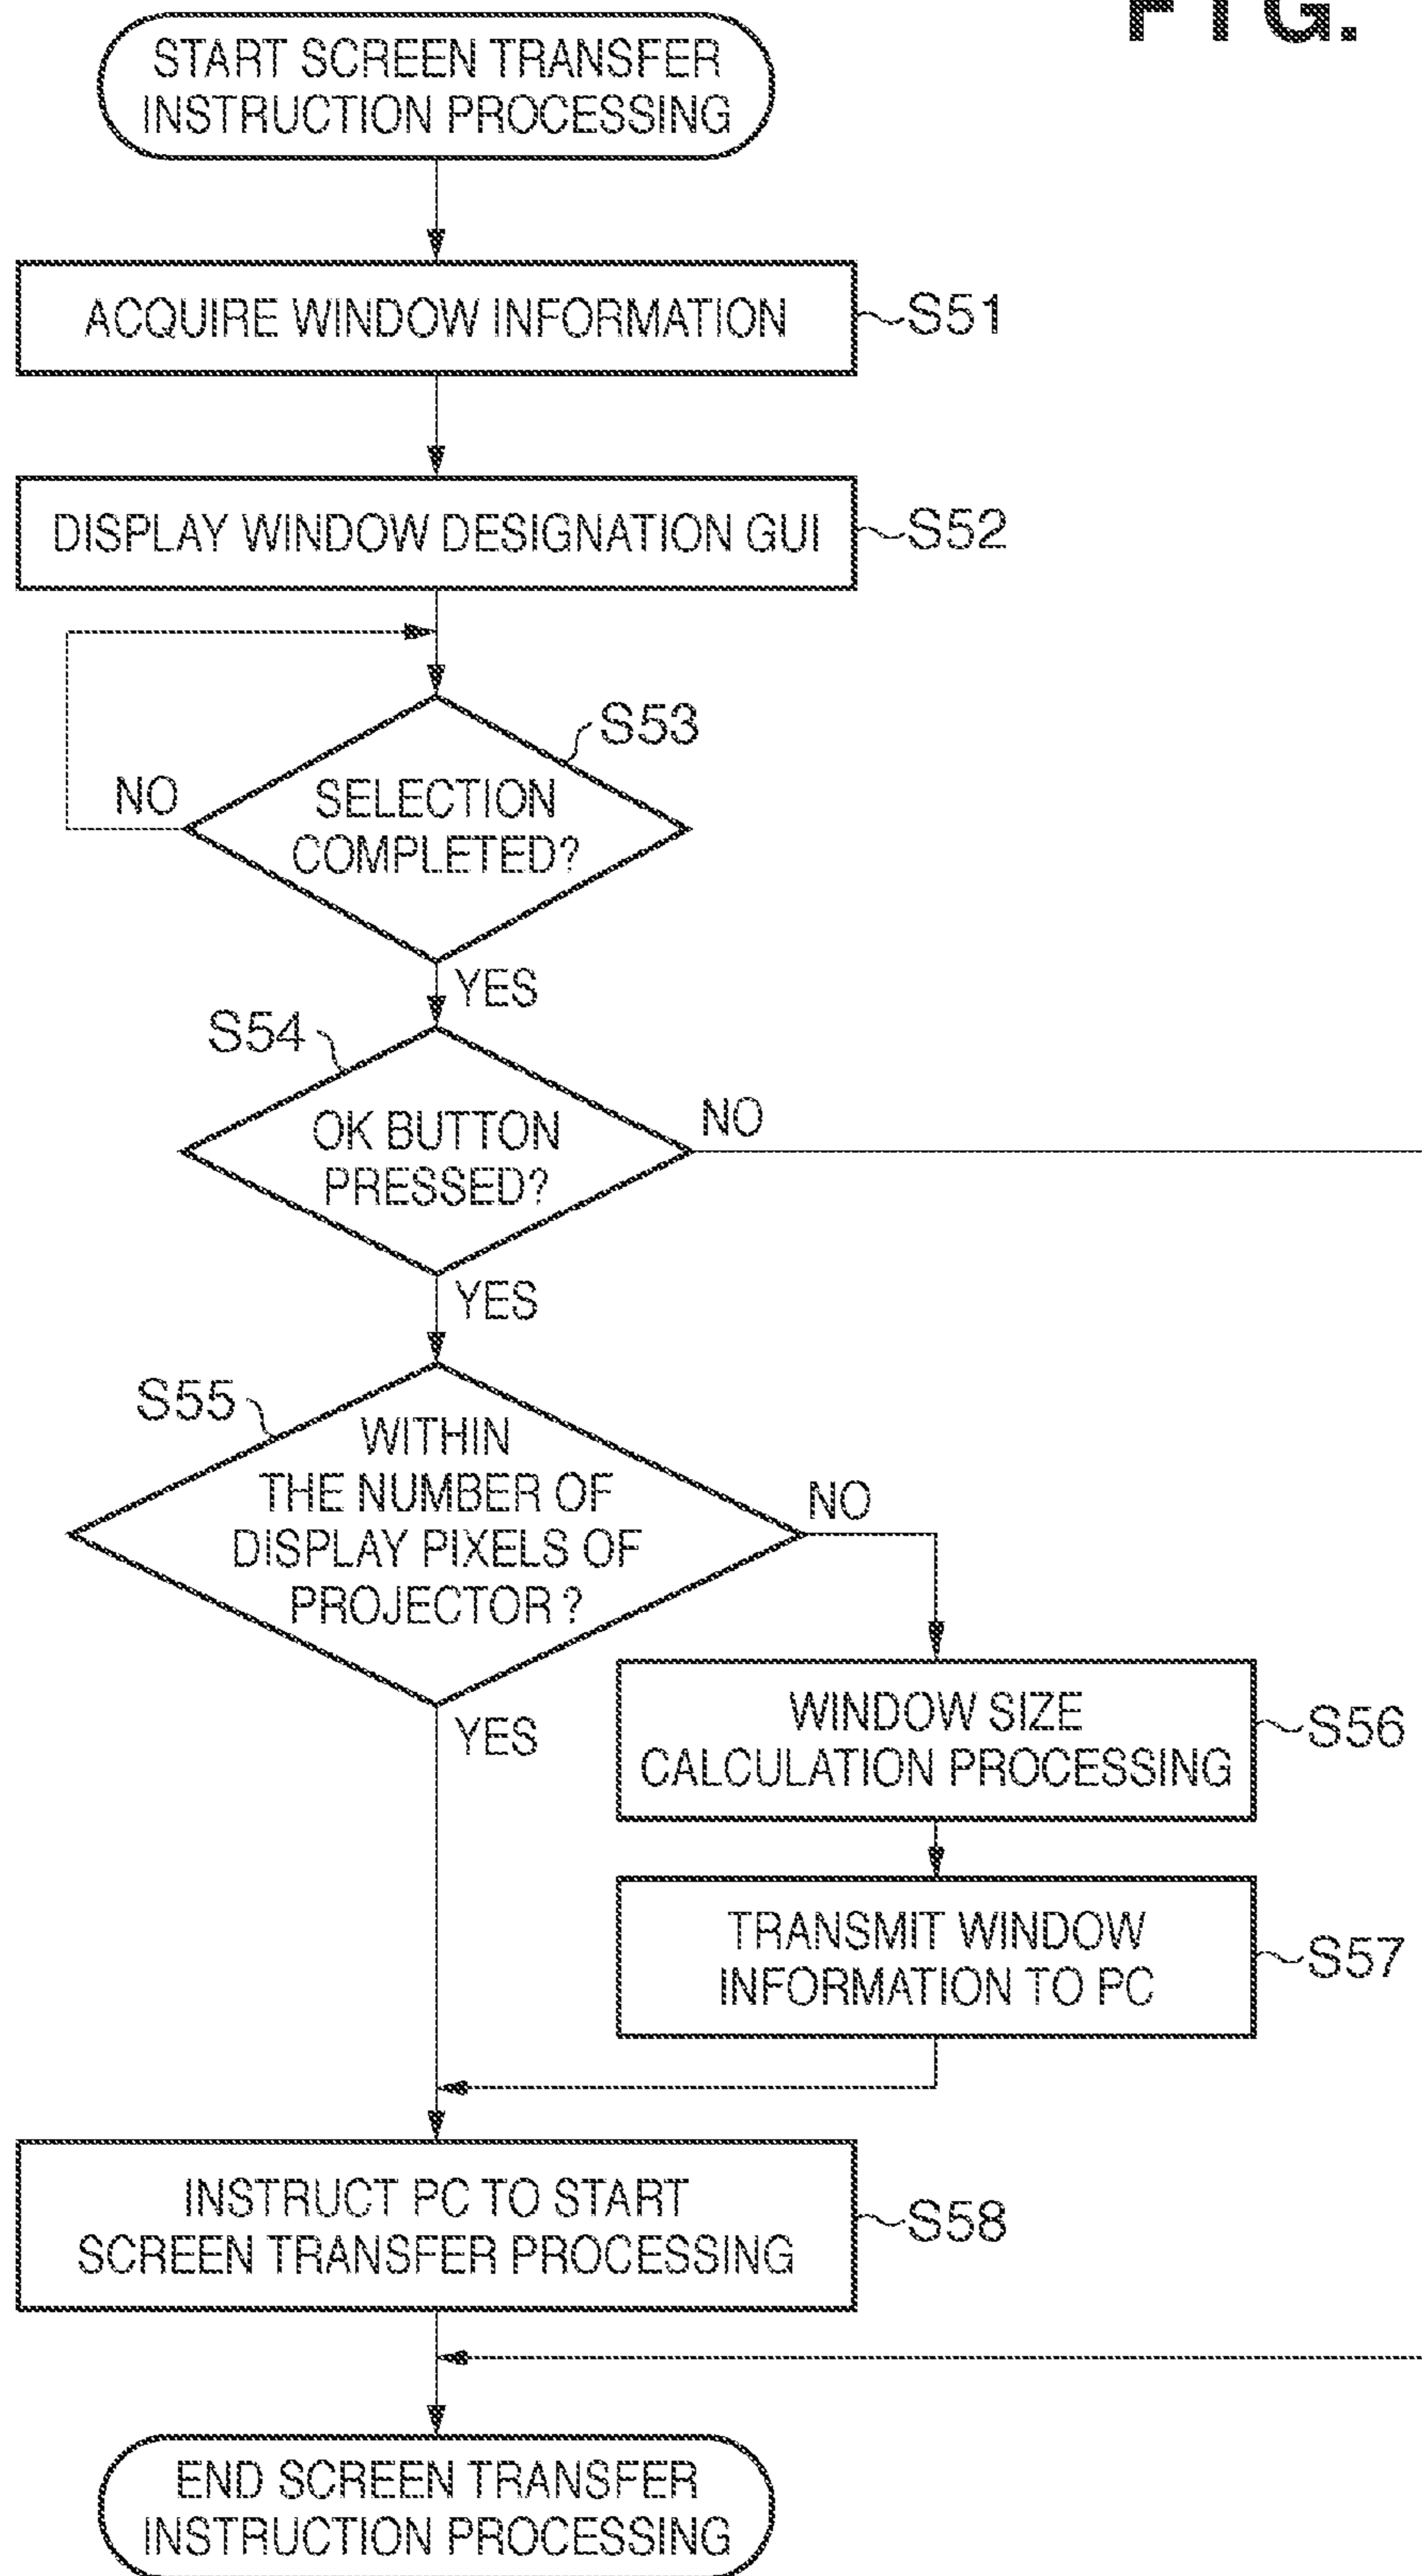 FIG.
START SCREEN TRANSFER
INSTRUCTION PROCESSING
ACQUIRE WINDOW INFORMATION
S51
DISPLAY WINDOW DESIGNATION GUI
S52
S53
NO
SELECTION
COMPLETED?
YES
S54
OK BUTTON
PRESSED?
NO
YES
S55
WITHIN
THE NUMBER OF
DISPLAY PIXELS OF
PROJECTOR ?
NO
YES
WINDOW SIZE
CALCULATION PROCESSING
S56
TRANSMIT WINDOW
INFORMATION TO PC
S57
INSTRUCT PC TO START
SCREEN TRANSFER PROCESSING
S58
END SCREEN TRANSFER
INSTRUCTION PROCESSING